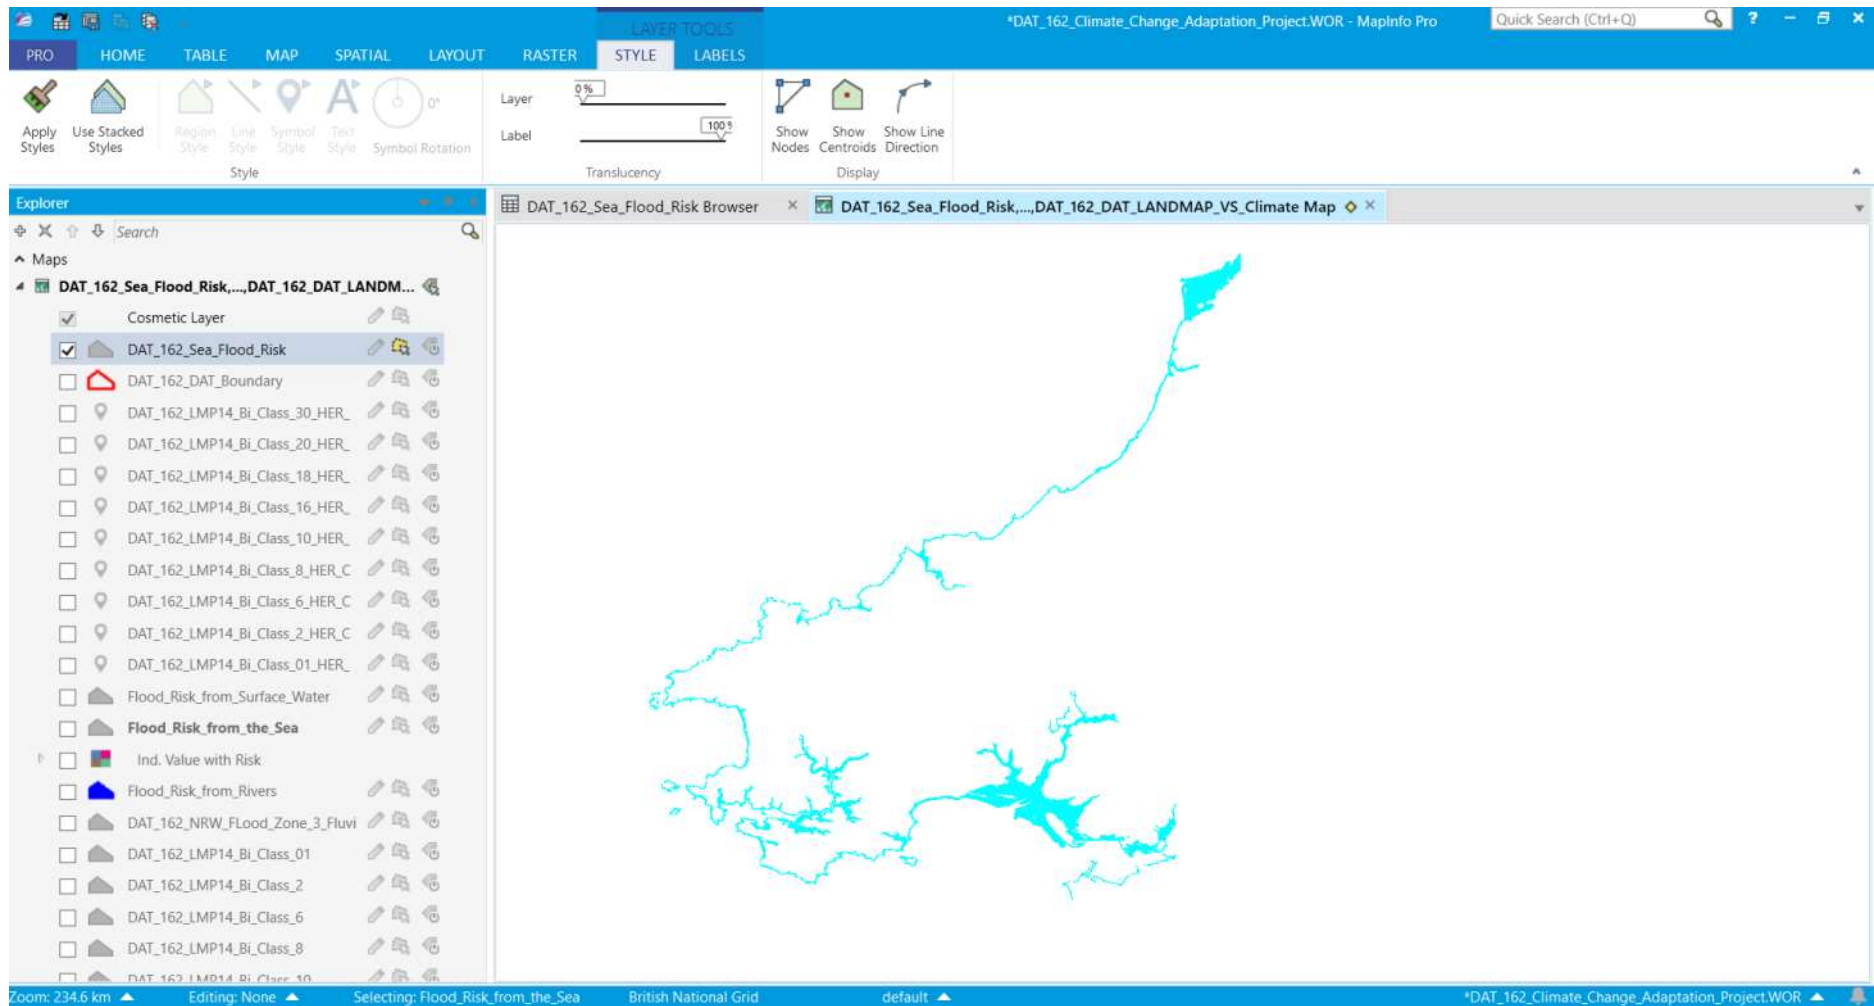 LAYER TOOLS
*DAT_162_Climate_Change_Adaptation_Project.WOR - MapInfo Pro
Quick Search (Ctrl+Q)
?
PRO HOME TABLE MAP SPATIAL LAYOUT RASTER STYLE LABELS
Apply Styles
Use Stacked Styles
Region Style
Line Style
Symbol Style
Text Style
0°
Symbol Rotation
Style
Layer 0%
Label 100%
Translucency
Show Nodes
Show Centroids
Show Line Direction
Display
Explorer
DAT_162_Sea_Flood_Risk Browser
DAT_162_Sea_Flood_Risk,...,DAT_162_DAT_LANDMAP_VS_Climate Map
Search
Maps
DAT_162_Sea_Flood_Risk,...,DAT_162_DAT_LANDM...
Cosmetic Layer
DAT_162_Sea_Flood_Risk
DAT_162_DAT_Boundary
DAT_162_LMP14_Bi_Class_30_HER_
DAT_162_LMP14_Bi_Class_20_HER_
DAT_162_LMP14_Bi_Class_18_HER_
DAT_162_LMP14_Bi_Class_16_HER_
DAT_162_LMP14_Bi_Class_10_HER_
DAT_162_LMP14_Bi_Class_8_HER_C
DAT_162_LMP14_Bi_Class_6_HER_C
DAT_162_LMP14_Bi_Class_2_HER_C
DAT_162_LMP14_Bi_Class_01_HER_
Flood_Risk_from_Surface_Water
Flood_Risk_from_the_Sea
Ind. Value with Risk
Flood_Risk_from_Rivers
DAT_162_NRW_FLood_Zone_3_Fluvi
DAT_162_LMP14_Bi_Class_01
DAT_162_LMP14_Bi_Class_2
DAT_162_LMP14_Bi_Class_6
DAT_162_LMP14_Bi_Class_8
DAT_162_LMP14_Bi_Class_10
Zoom: 234.6 km Editing: None Selecting: Flood_Risk_from_the_Sea British National Grid default *DAT_162_Climate_Change_Adaptation_Project.WOR